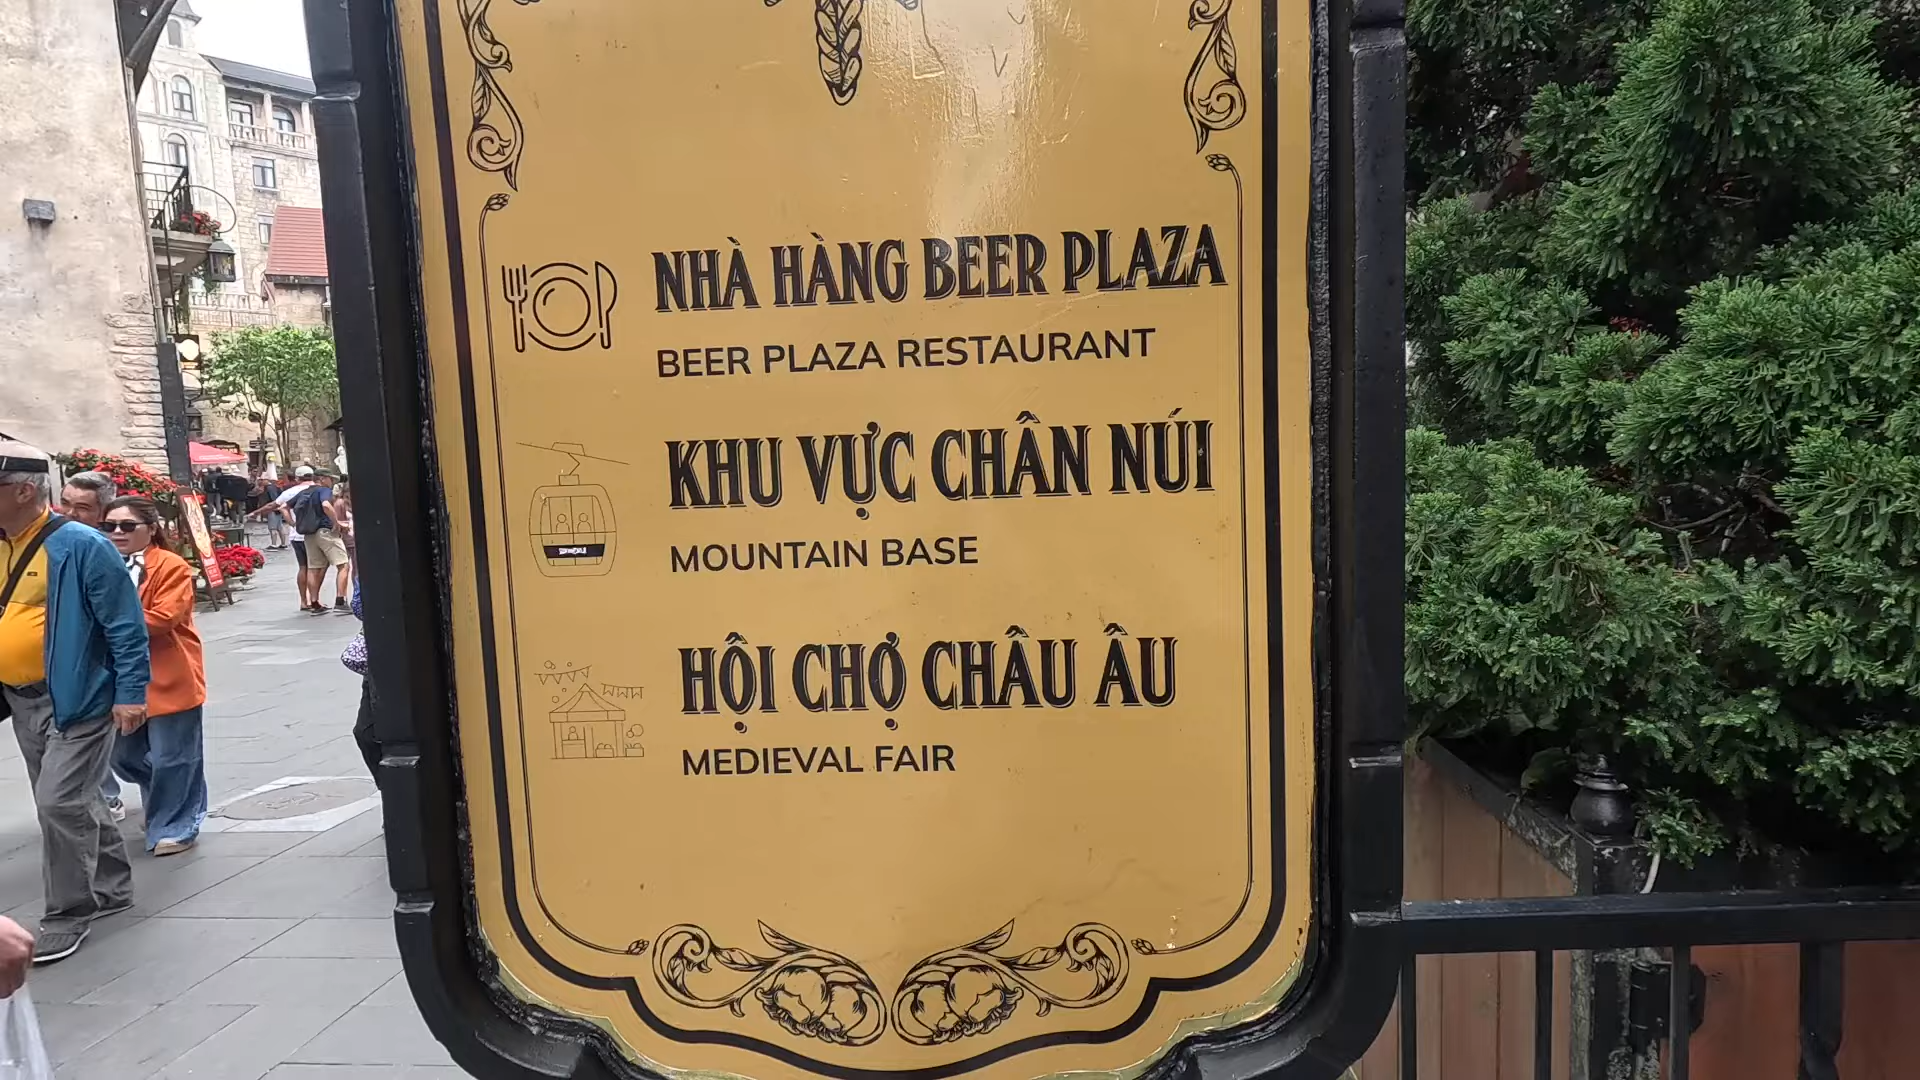 NHÀ HÀNG BEER PLAZA
BEER PLAZA RESTAURANT
KHU VỰC CHÂN NÚI
MOUNTAIN BASE
HỘI CHỢ CHÂU ÂU
MEDIEVAL FAIR